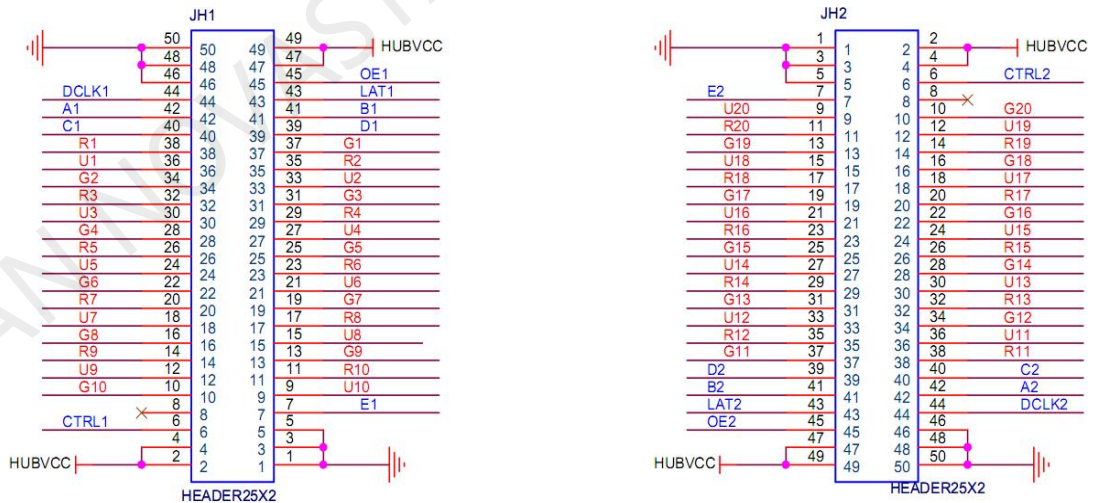 JH1
50 50 49 49 HUBVCC
48 48 47 47
46 46 45 45 OE1
DCLK1 44 44 43 43 LAT1
A1 42 42 41 41 B1
C1 40 40 39 39 D1
R1 38 38 37 37 G1
U1 36 36 35 35 R2
G2 34 34 33 33 U2
R3 32 32 31 31 G3
U3 30 30 29 29 R4
G4 28 28 27 27 U4
R5 26 26 25 25 G5
U5 24 24 23 23 R6
G6 22 22 21 21 U6
R7 20 20 19 19 G7
U7 18 18 17 17 R8
G8 16 16 15 15 U8
R9 14 14 13 13 G9
U9 12 12 11 11 R10
G10 10 10 9 9 U10
8 8 7 7 E1
CTRL1 6 6 5 5
4 4 3 3
HUBVCC 2 2 1 1
HEADER25X2
JH2
1 1 2 2 HUBVCC
3 3 4 4
5 5 6 6 CTRL2
E2 7 7 8 8
U20 9 9 10 10 G20
R20 11 11 12 12 U19
G19 13 13 14 14 R19
U18 15 15 16 16 G18
R18 17 17 18 18 U17
G17 19 19 20 20 R17
U16 21 21 22 22 G16
R16 23 23 24 24 U15
G15 25 25 26 26 R15
U14 27 27 28 28 G14
R14 29 29 30 30 U13
G13 31 31 32 32 R13
U12 33 33 34 34 G12
R12 35 35 36 36 U11
G11 37 37 38 38 R11
D2 39 39 40 40 C2
B2 41 41 42 42 A2
LAT2 43 43 44 44 DCLK2
OE2 45 45 46 46
47 47 48 48
HUBVCC 49 49 50 50
HEADER25X2